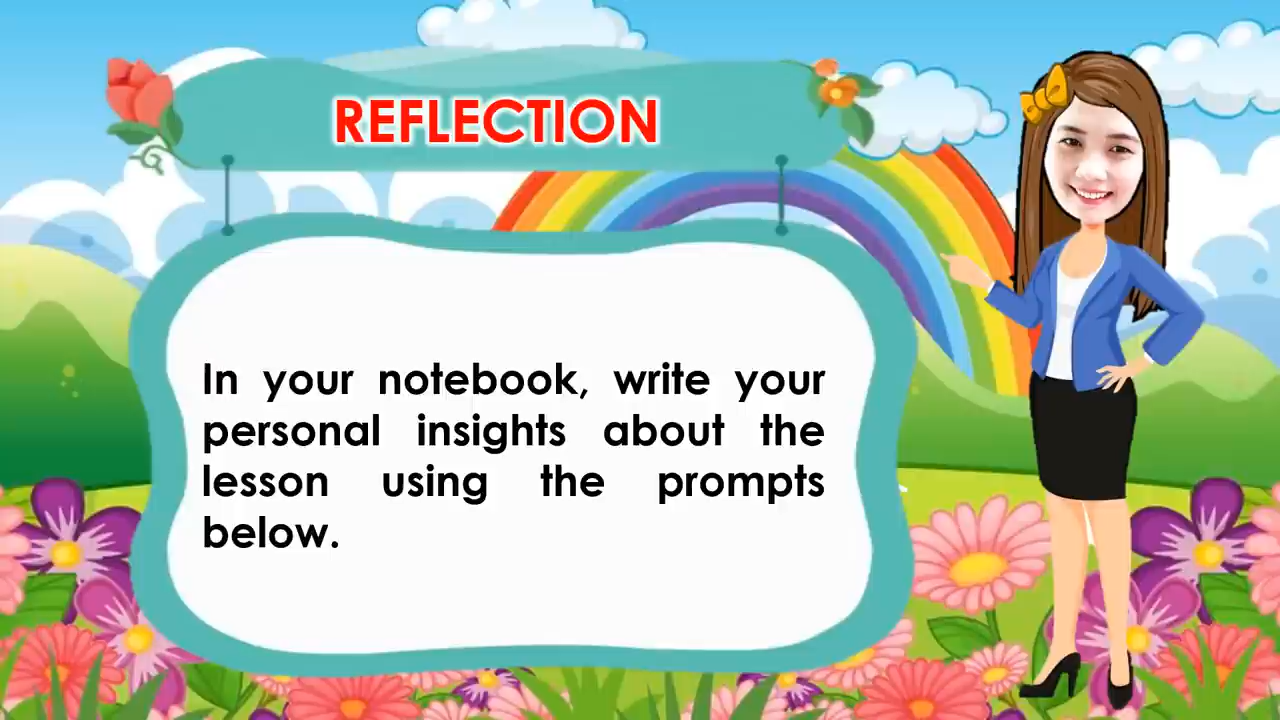 REFLECTION
In your notebook, write your
personal insights about the
lesson using the prompts
below.